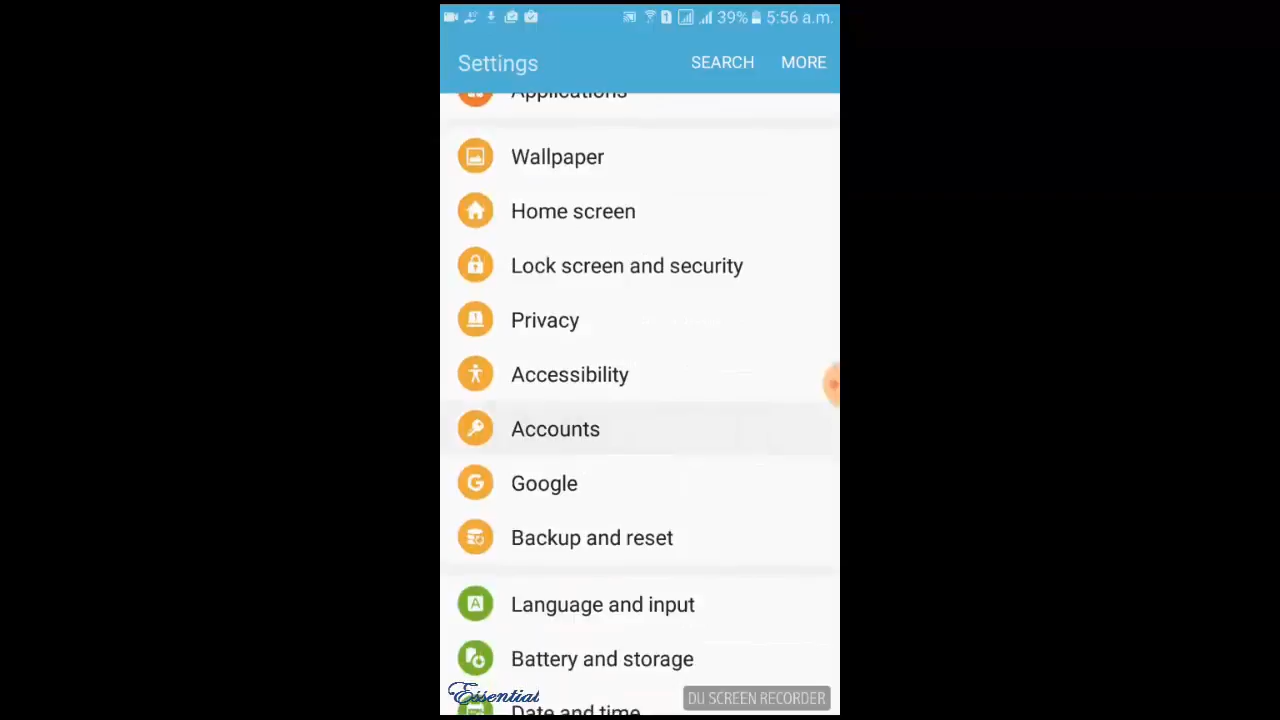 39% 5:56 a.m.
Settings SEARCH MORE
Applications
Wallpaper
Home screen
Lock screen and security
Privacy
Accessibility
Accounts
Google
Backup and reset
Language and input
Battery and storage
Essential
DU SCREEN RECORDER
Date and time